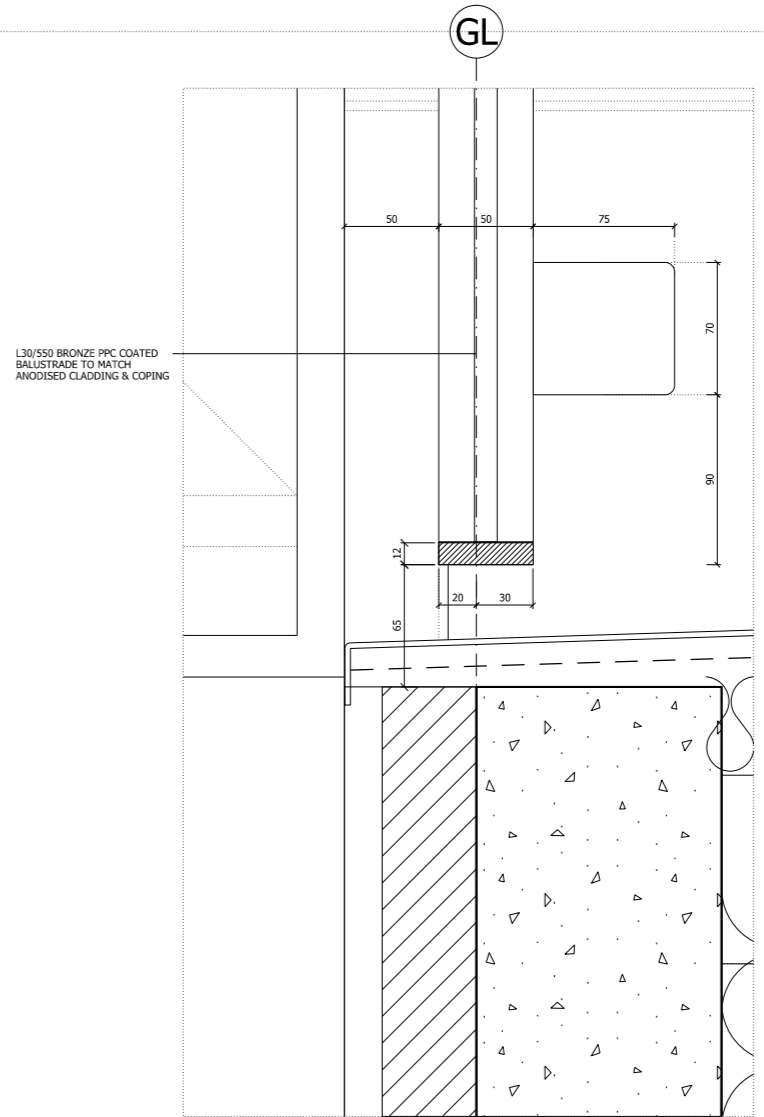 GL
50
50
75
70
L30/550 BRONZE PPC COATED
BALUSTRADE TO MATCH
ANODISED CLADDING & COPING
90
12
20
30
65